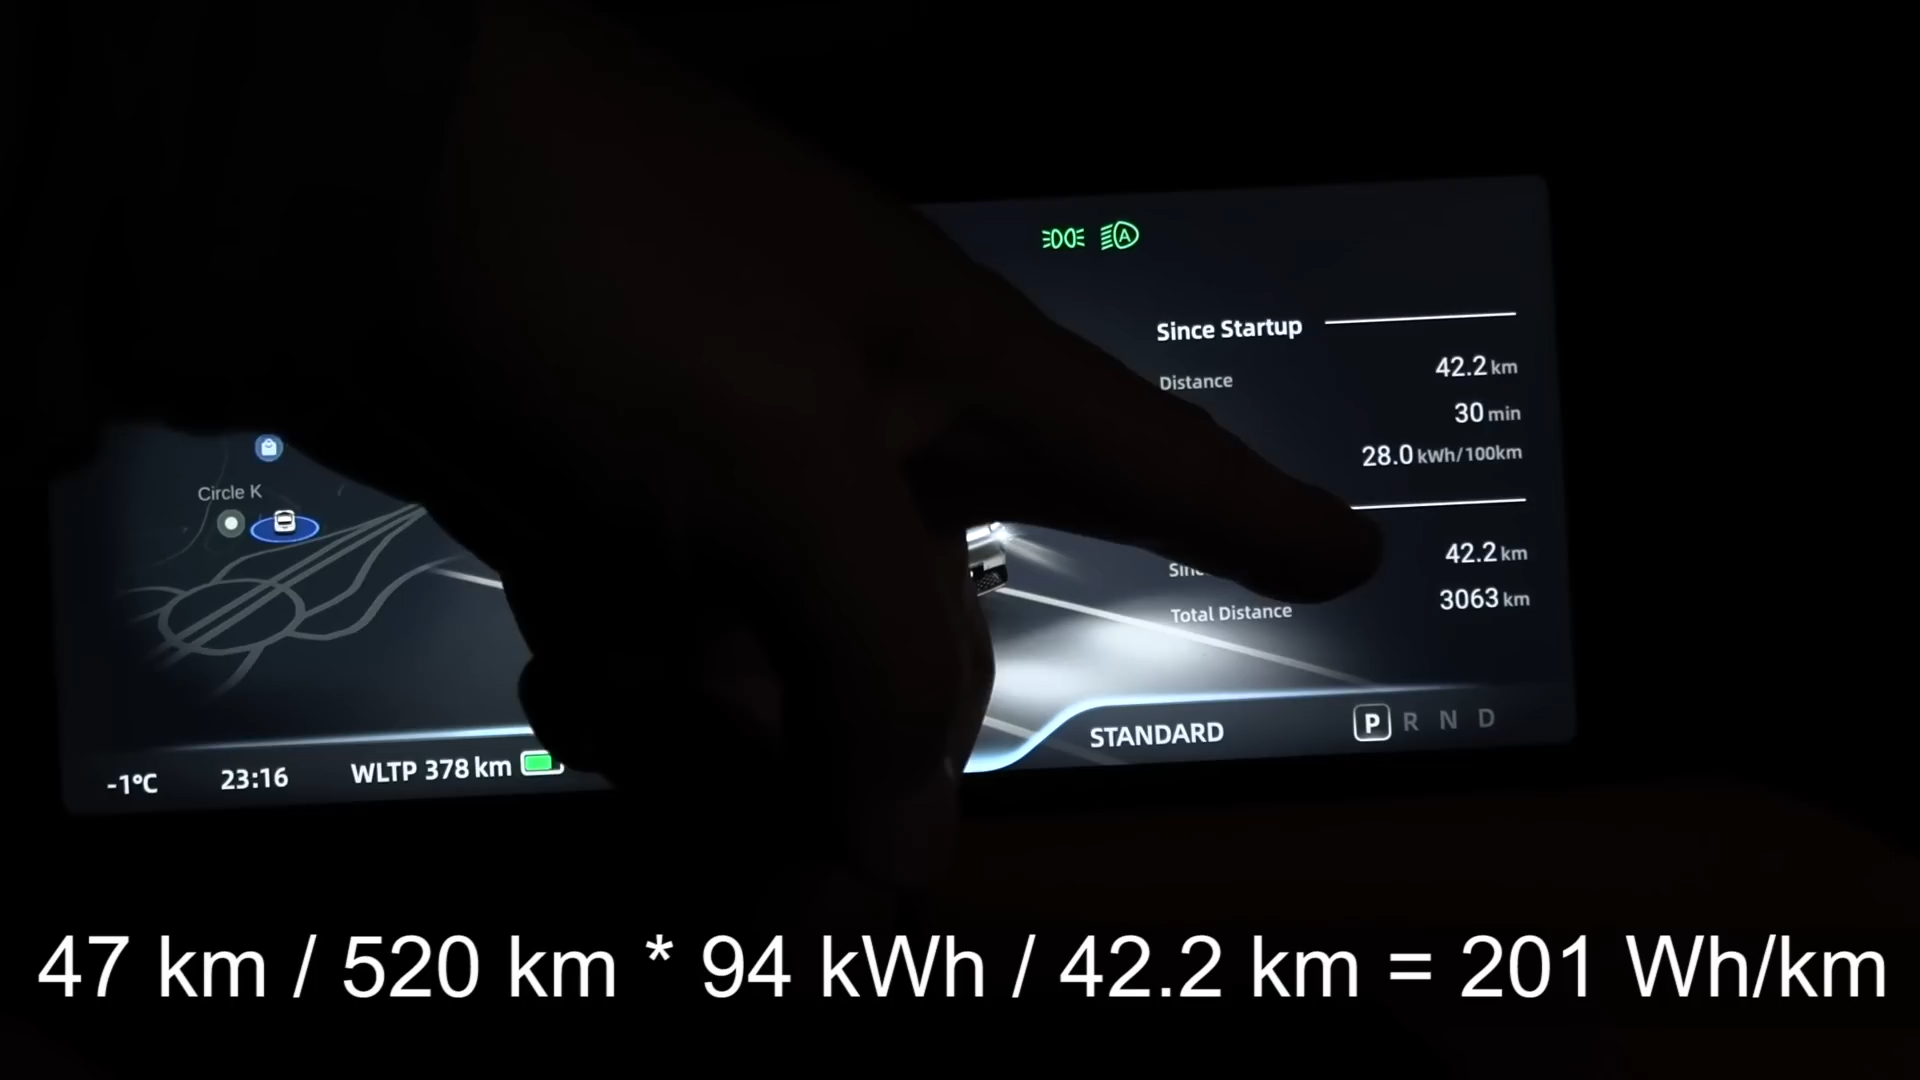 Since Startup
Distance 42.2 km
30 min
28.0 kWh/100km
Circle K
42.2 km
Total Distance 3063 km
STANDARD P R N D
-1°C 23:16 WLTP 378 km
47 km / 520 km * 94 kWh / 42.2 km = 201 Wh/km